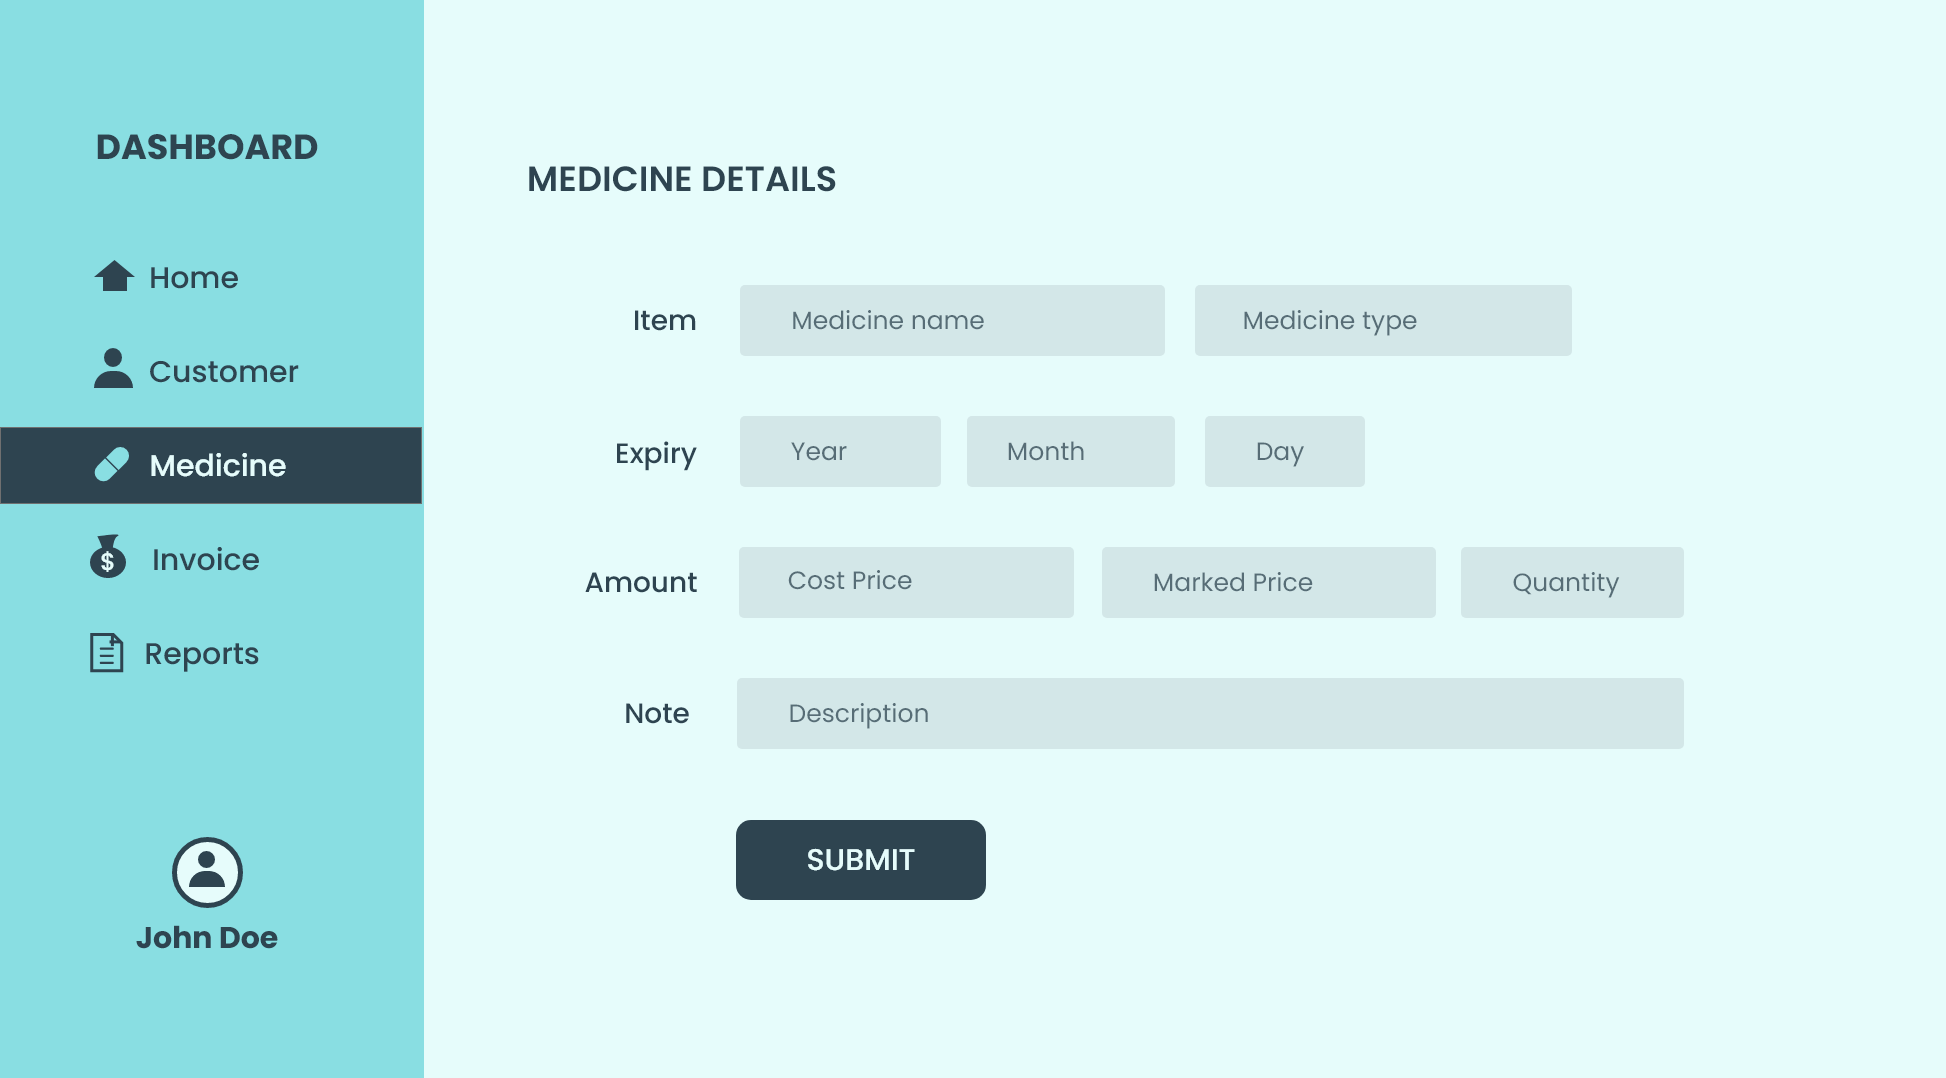 DASHBOARD
Home
Customer
Medicine
$ Invoice
Reports
John Doe
MEDICINE DETAILS
Item Medicine name Medicine type
Expiry Year Month Day
Amount Cost Price Marked Price Quantity
Note Description
SUBMIT